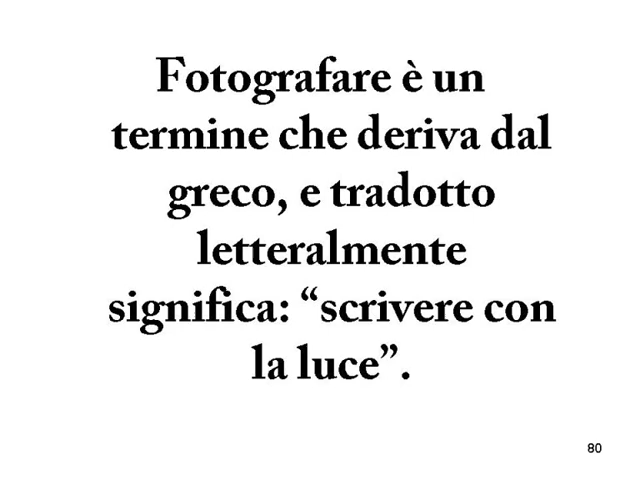 Fotografare è un
termine che deriva dal
greco, e tradotto
letteralmente
significa: “scrivere con
la luce”.
80